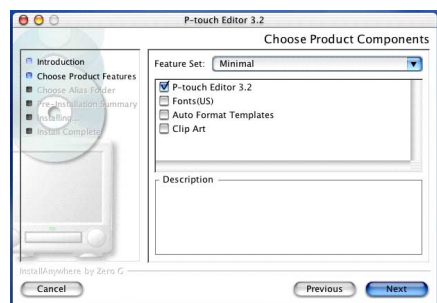 P-touch Editor 3.2
Choose Product Components
Introduction
Choose Product Features
Choose Alias Folder
Pre-Installation Summary
Installing...
Install Complete
Feature Set: Minimal
P-touch Editor 3.2
Fonts(US)
Auto Format Templates
Clip Art
Description
InstallAnywhere by Zero G
Cancel
Previous
Next